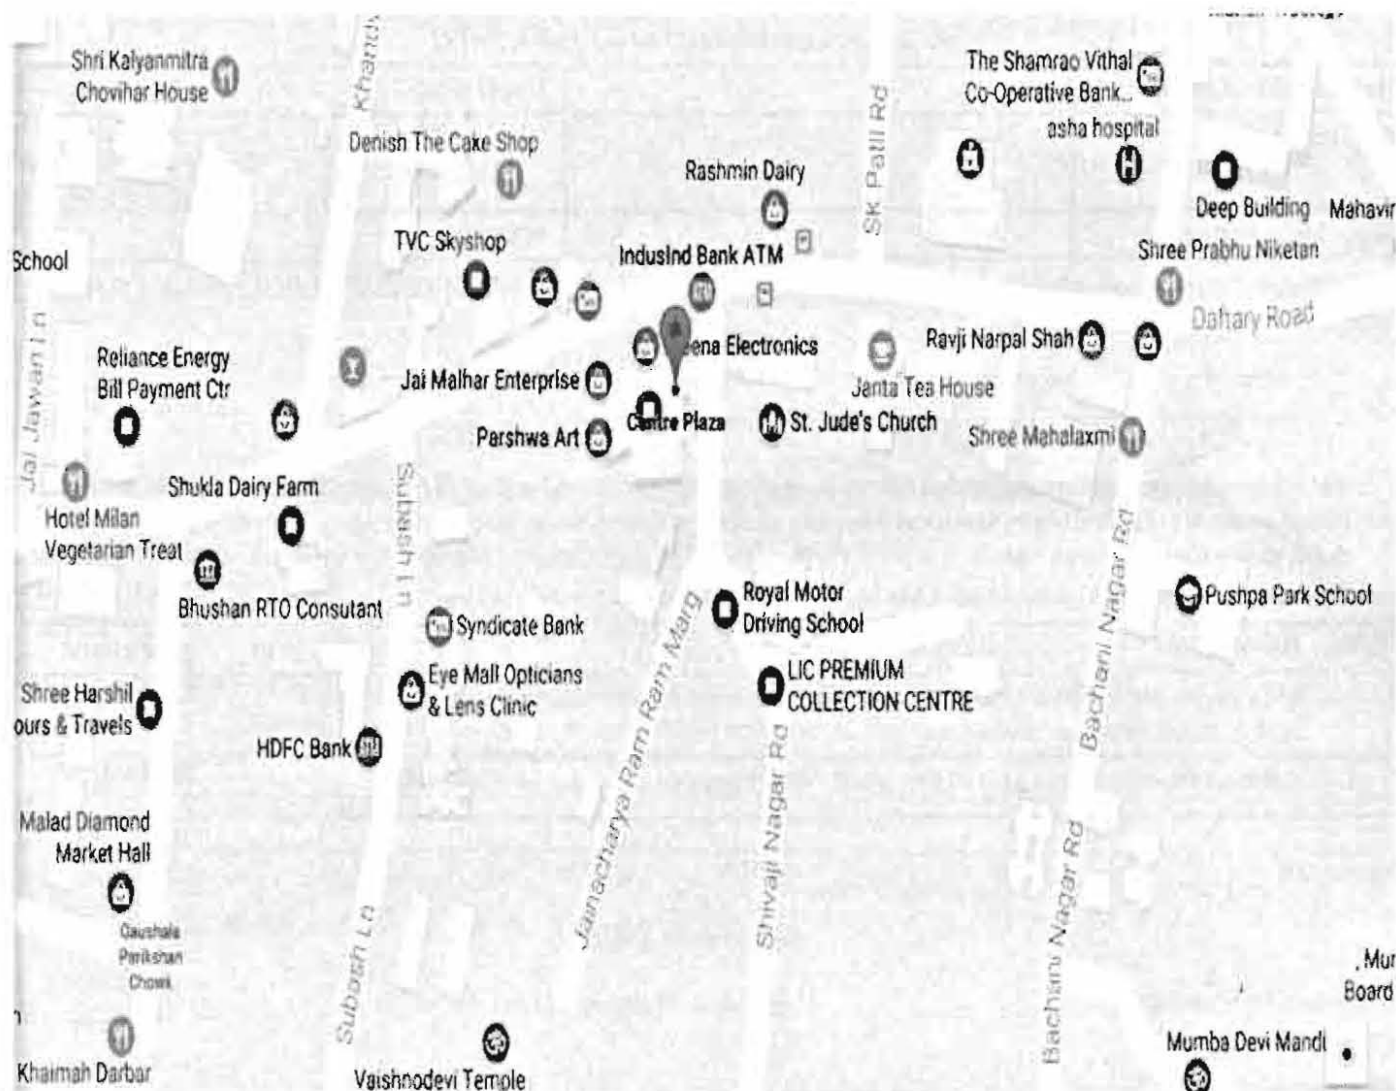 Shri Kalyanmitra
Chovihar House
The Shamrao Vithal
Co-Operative Bank...
asha hospital
SK Patil Rd
Denish The Cake Shop
Rashmin Dairy
Deep Building
Mahavir
TVC Skyshop
IndusInd Bank ATM
Shree Prabhu Niketan
School
Dattary Road
Jai Jawan Ln
Reliance Energy
Bill Payment Ctr
eena Electronics
Ravji Narpal Shah
Jai Malhar Enterprise
Janta Tea House
Centre Plaza
St. Jude's Church
Parshwa Art
Shree Mahalaxmi
Shukla Dairy Farm
Subash Ln
Hotel Milan
Vegetarian Treat
Bhushan RTO Consutant
Syndicate Bank
Royal Motor
Driving School
Bachani Nagar Rd
Pushpa Park School
Eye Mall Opticians
& Lens Clinic
LIC PREMIUM
COLLECTION CENTRE
Shree Harshil
ours & Travels
HDFC Bank
Jainacharya Ram Ram Marg
Shivaji Nagar Rd
Malad Diamond
Market Hall
Bachani Nagar Rd
Gaushala
Parikshan
Chowk
Subash Ln
Mur
Board
Khaimah Darbar
Vaishnodevi Temple
Mumba Devi Mandi